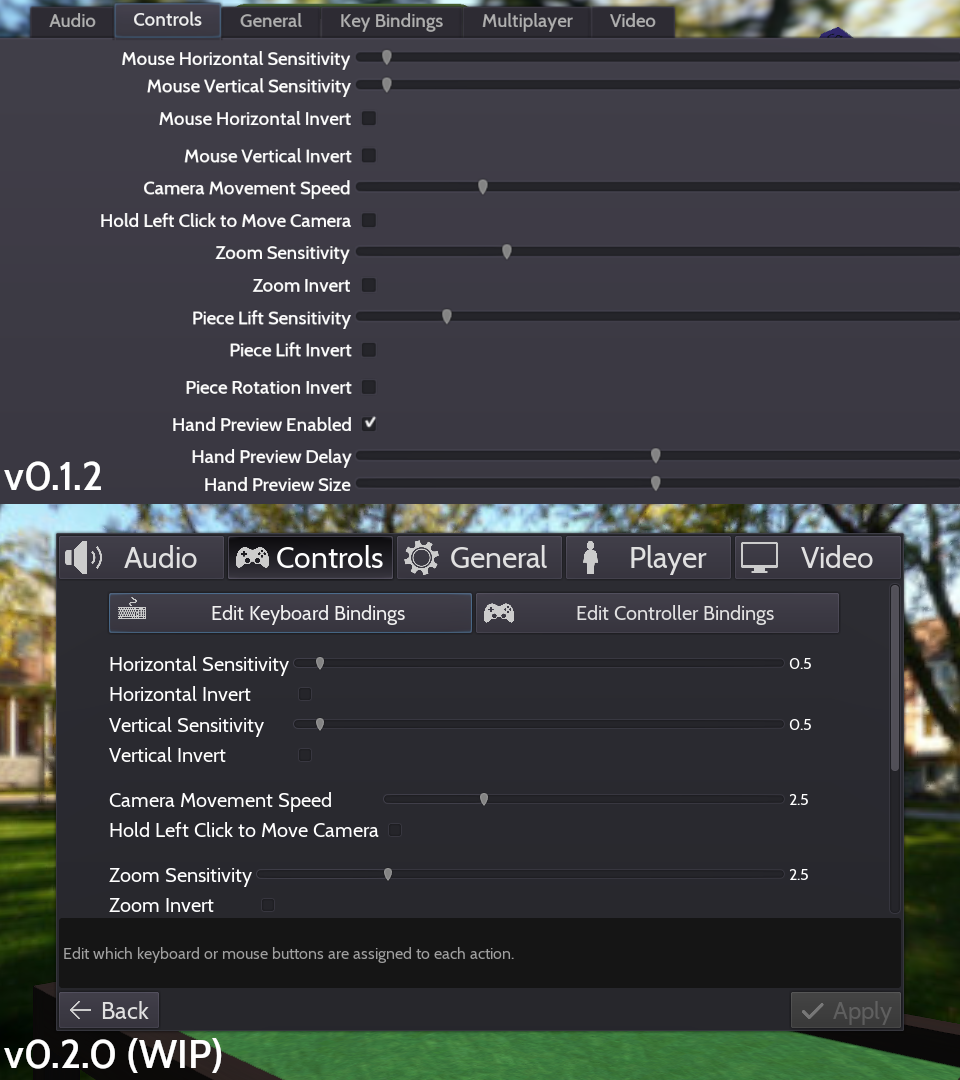 Audio Controls General Key Bindings Multiplayer Video
Mouse Horizontal Sensitivity
Mouse Vertical Sensitivity
Mouse Horizontal Invert
Mouse Vertical Invert
Camera Movement Speed
Hold Left Click to Move Camera
Zoom Sensitivity
Zoom Invert
Piece Lift Sensitivity
Piece Lift Invert
Piece Rotation Invert
Hand Preview Enabled
Hand Preview Delay
Hand Preview Size
v0.1.2
Audio Controls General Player Video
Edit Keyboard Bindings Edit Controller Bindings
Horizontal Sensitivity 0.5
Horizontal Invert
Vertical Sensitivity 0.5
Vertical Invert
Camera Movement Speed 2.5
Hold Left Click to Move Camera
Zoom Sensitivity 2.5
Zoom Invert
Edit which keyboard or mouse buttons are assigned to each action.
Back Apply
v0.2.0 (WIP)